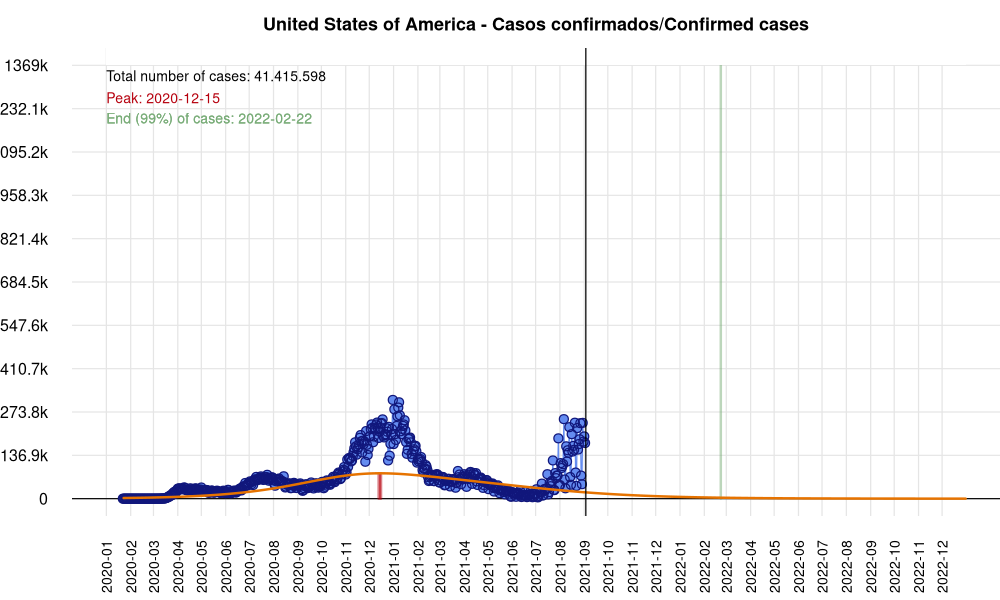 United States of America - Casos confirmados/Confirmed cases
1369k
Total number of cases: 41.415.598
Peak: 2020-12-15
232.1k
End (99%) of cases: 2022-02-22
095.2k
958.3k
821.4k
684.5k
547.6k
410.7k
273.8k
136.9k
0
2020-01
2020-02
2020-03
2020-04
2020-05
2020-06
2020-07
2020-08
2020-09
2020-10
2020-11
2020-12
2021-01
2021-02
2021-03
2021-04
2021-05
2021-06
2021-07
2021-08
2021-09
2021-10
2021-11
2021-12
2022-01
2022-02
2022-03
2022-04
2022-05
2022-06
2022-07
2022-08
2022-09
2022-10
2022-11
2022-12